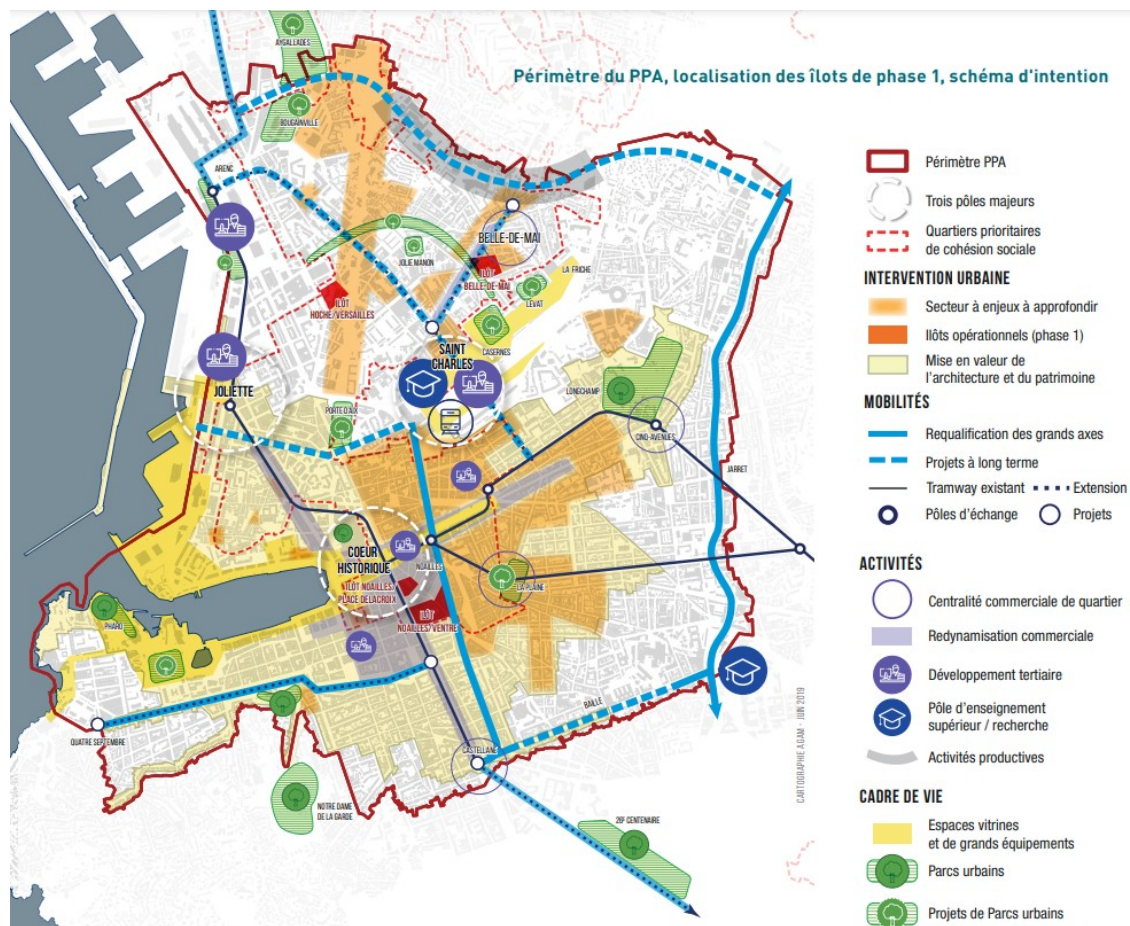 Périmètre du PPA, localisation des îlots de phase 1, schéma d'intention
AYGALLADES
BOUGAINVILLE
ARENC
BELLE-DE-MAI
JOLIE MANON
ILÔT
BELLE-DE-MAI
LA FRICHE
LEVAT
ILÔT
HOCHE/VERSAILLES
CASERNES
SAINT
CHARLES
JOLIETTE
LONGCHAMP
PORTE D'AIX
CINQ-AVENUES
JARRET
COEUR
HISTORIQUE
NOAILLES
ILÔT NOAILLES/
PLACE DELACROIX
ILÔT
NOAILLES/VENTRE
LA PLAINE
PHARO
QUATRE SEPTEMBRE
BAILLE
CASTELLANE
NOTRE DAME
DE LA GARDE
26E CENTENAIRE
CARTOGRAPHIE AGAM - JUIN 2019
Périmètre PPA
Trois pôles majeurs
Quartiers prioritaires
de cohésion sociale
INTERVENTION URBAINE
Secteur à enjeux à approfondir
Ilôts opérationnels (phase 1)
Mise en valeur de
l'architecture et du patrimoine
MOBILITÉS
Requalification des grands axes
Projets à long terme
Tramway existant
Extension
Pôles d'échange
Projets
ACTIVITÉS
Centralité commerciale de quartier
Redynamisation commerciale
Développement tertiaire
Pôle d'enseignement
supérieur / recherche
Activités productives
CADRE DE VIE
Espaces vitrines
et de grands équipements
Parcs urbains
Projets de Parcs urbains